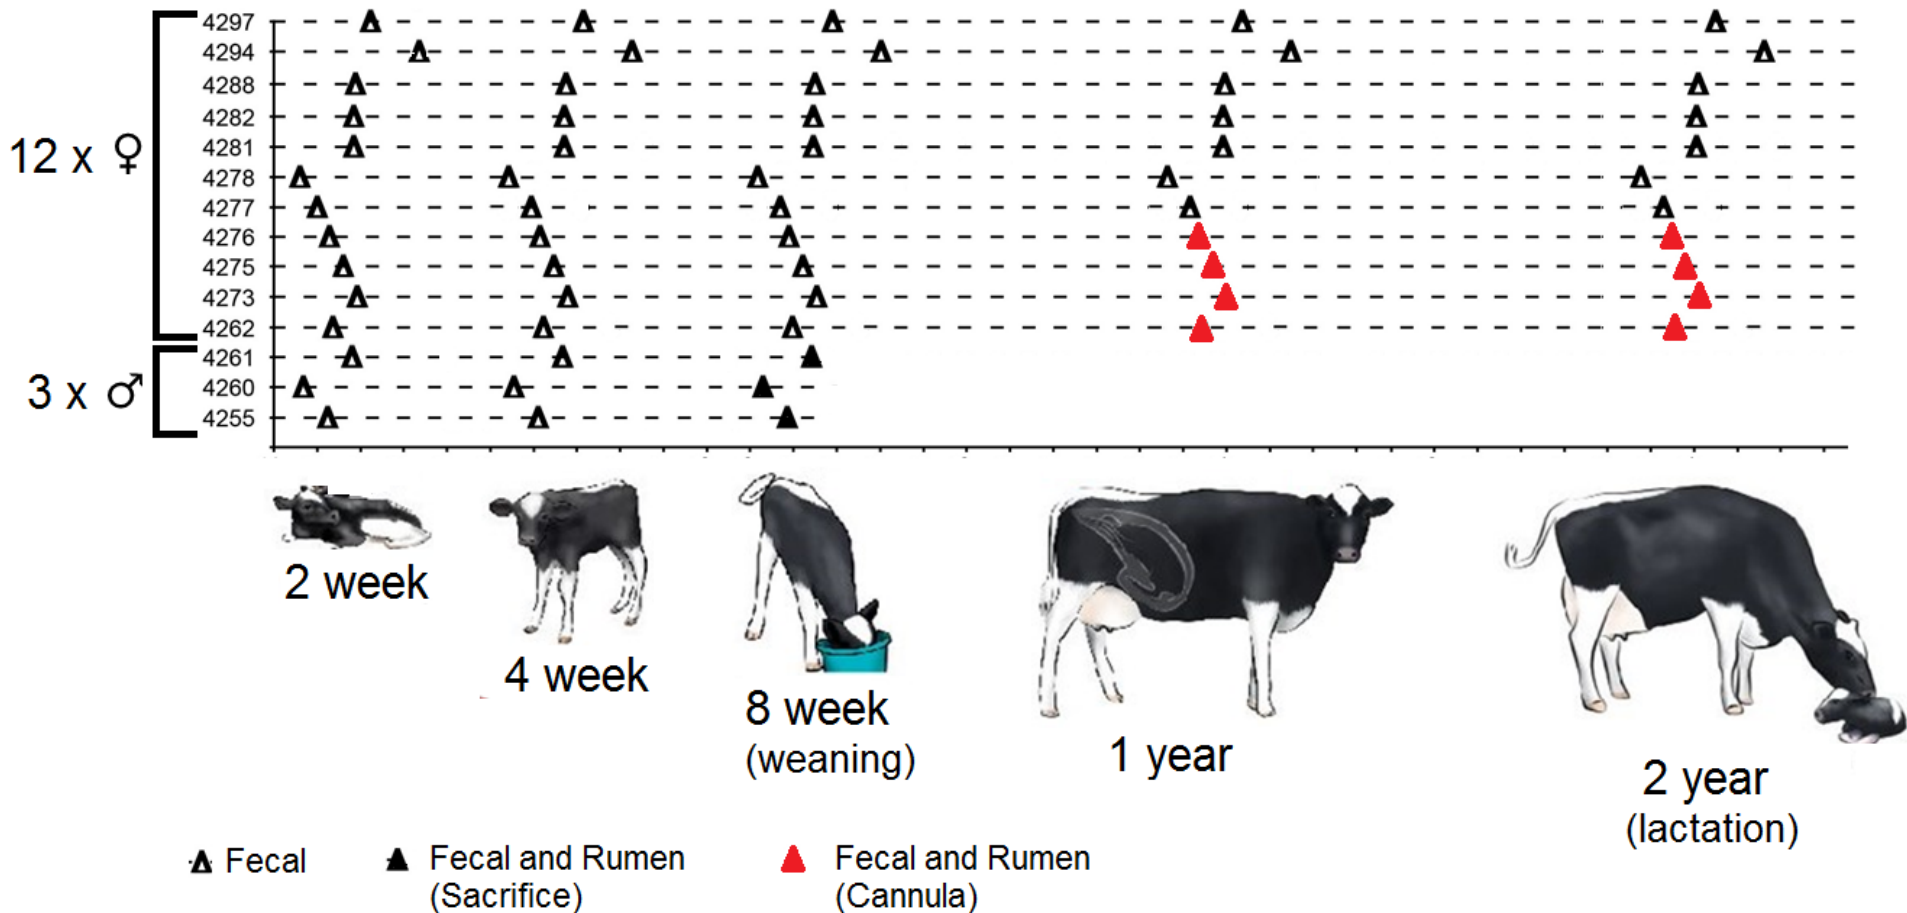 4297
4294
4288
4282
4281
4278
4277
4276
4275
4273
4262
4261
4260
4255
12 x ♀
3 x ♂
2 week
4 week
8 week
(weaning)
1 year
2 year
(lactation)
Fecal
Fecal and Rumen
(Sacrifice)
Fecal and Rumen
(Cannula)